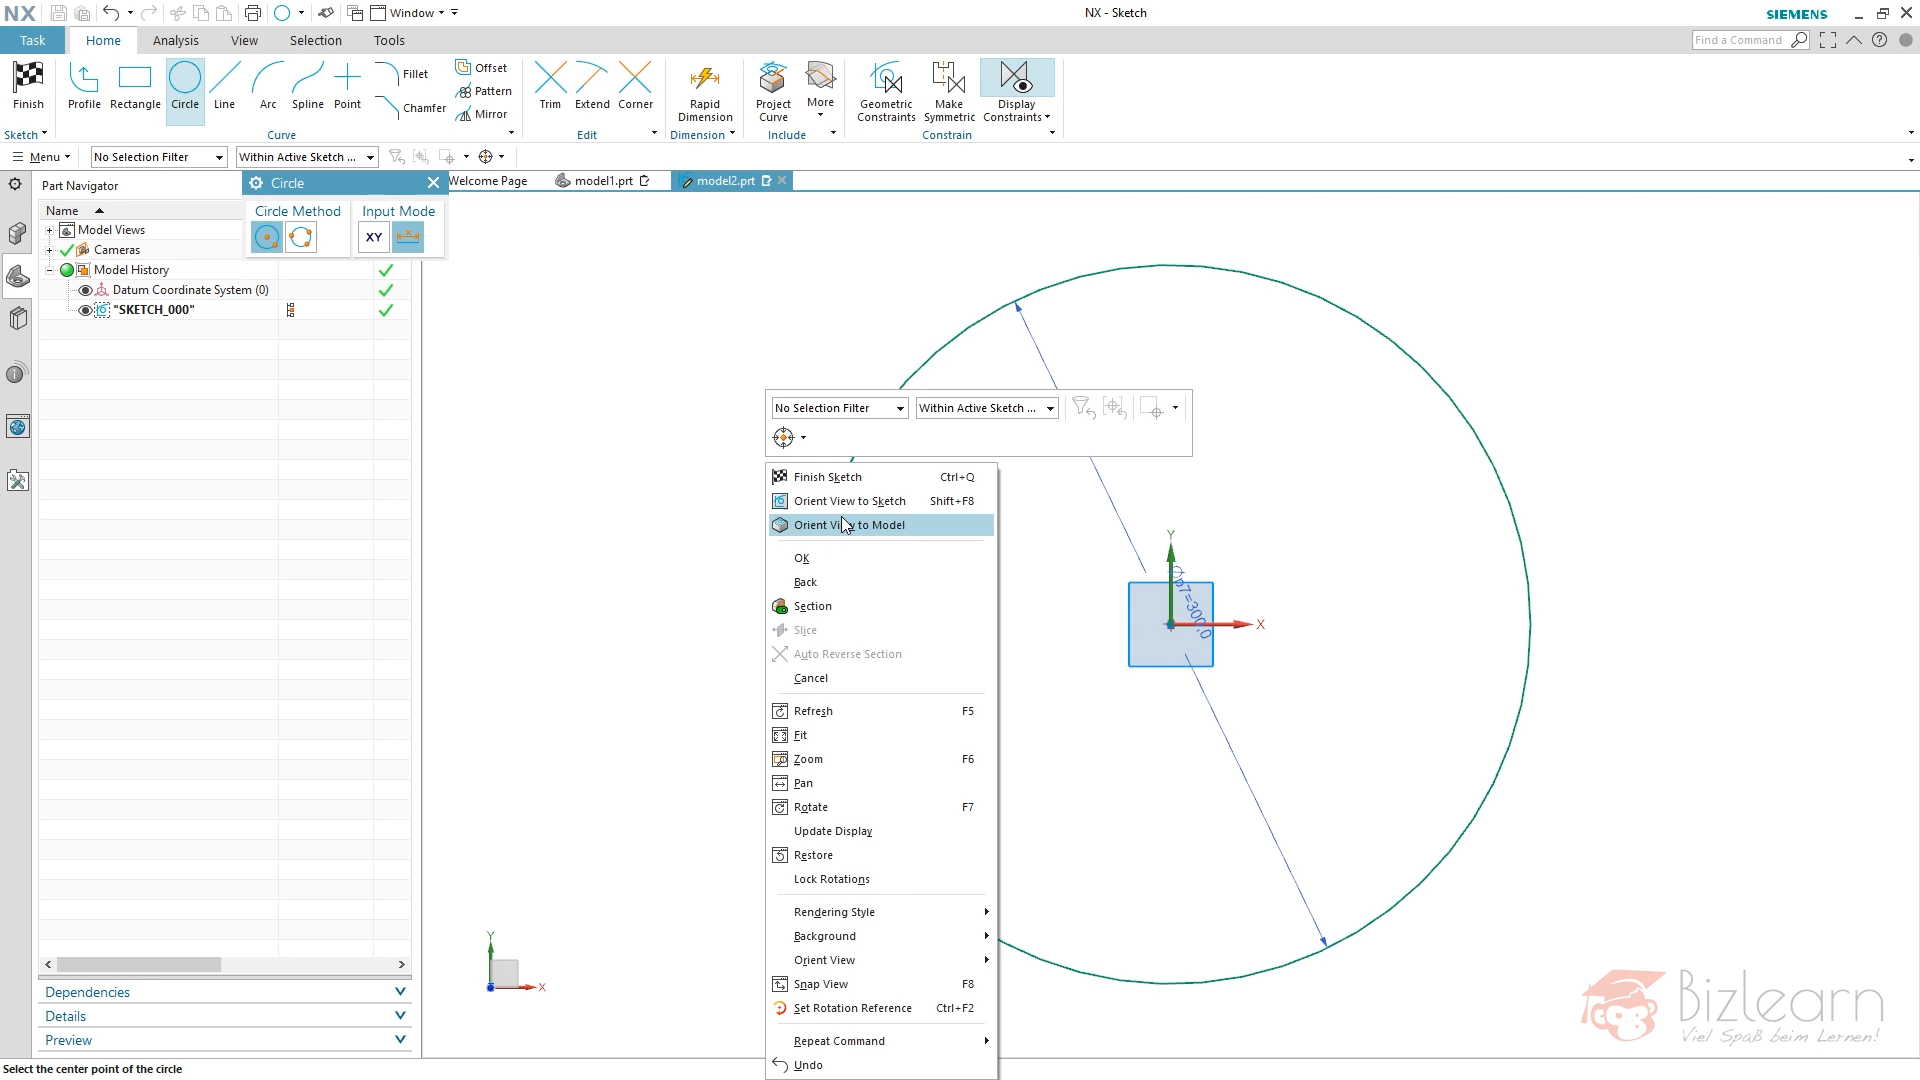 NX
Window
NX - Sketch
SIEMENS
Task
Home
Analysis
View
Selection
Tools
Find a Command
Finish
Profile
Rectangle
Circle
Line
Arc
Spline
Point
Fillet
Chamfer
Offset
Pattern
Mirror
Trim
Extend
Corner
Rapid
Dimension
Project
Curve
More
Geometric
Constraints
Make
Symmetric
Display
Constraints
Sketch
Curve
Edit
Dimension
Include
Constrain
Menu
No Selection Filter
Within Active Sketch ...
Part Navigator
Circle
Welcome Page
model1.prt
model2.prt
Name
Circle Method
Input Mode
XY
Model Views
Cameras
Model History
Datum Coordinate System (0)
"SKETCH_000"
No Selection Filter
Within Active Sketch ...
Finish Sketch Ctrl+Q
Orient View to Sketch Shift+F8
Orient View to Model
OK
Back
Section
Slice
Auto Reverse Section
Cancel
Refresh F5
Fit
Zoom F6
Pan
Rotate F7
Update Display
Restore
Lock Rotations
Rendering Style
Background
Orient View
Snap View F8
Set Rotation Reference Ctrl+F2
Repeat Command
Undo
Y
X
p7=300,0
Y
X
Dependencies
Details
Preview
Bizlearn
Viel Spaß beim Lernen!
Select the center point of the circle